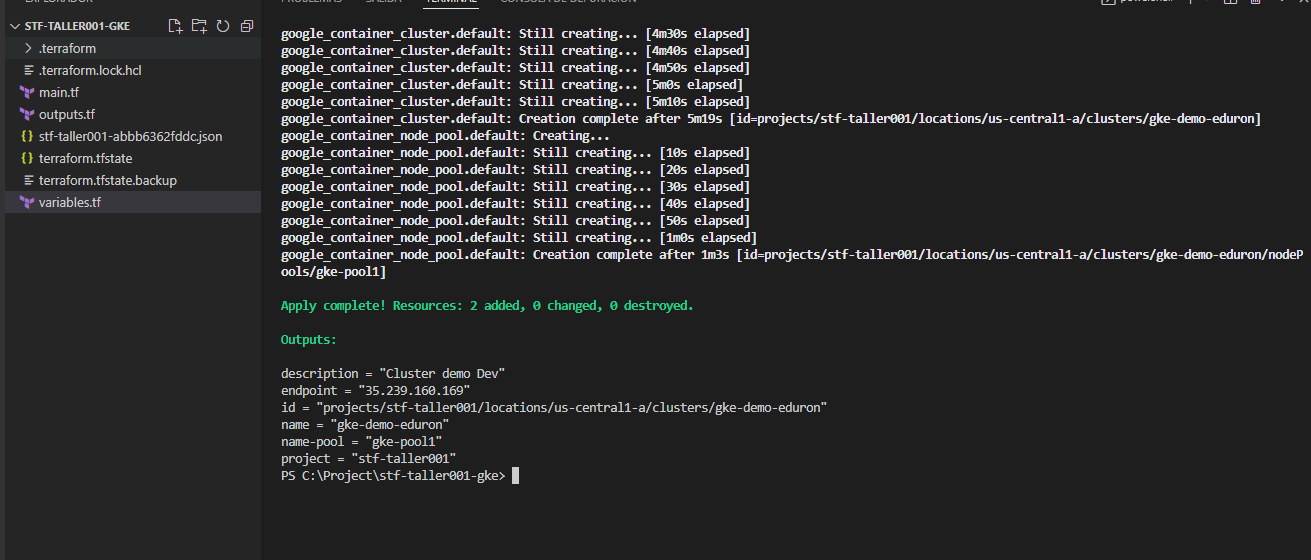 EXPLORADOR
PROBLEMAS SALIDA TERMINAL CONSOLA DE DEPURACIÓN
powershell
STF-TALLER001-GKE
.terraform
.terraform.lock.hcl
main.tf
outputs.tf
stf-taller001-abbb6362fddc.json
terraform.tfstate
terraform.tfstate.backup
variables.tf
google_container_cluster.default: Still creating... [4m30s elapsed]
google_container_cluster.default: Still creating... [4m40s elapsed]
google_container_cluster.default: Still creating... [4m50s elapsed]
google_container_cluster.default: Still creating... [5m0s elapsed]
google_container_cluster.default: Still creating... [5m10s elapsed]
google_container_cluster.default: Creation complete after 5m19s [id=projects/stf-taller001/locations/us-central1-a/clusters/gke-demo-eduron]
google_container_node_pool.default: Creating...
google_container_node_pool.default: Still creating... [10s elapsed]
google_container_node_pool.default: Still creating... [20s elapsed]
google_container_node_pool.default: Still creating... [30s elapsed]
google_container_node_pool.default: Still creating... [40s elapsed]
google_container_node_pool.default: Still creating... [50s elapsed]
google_container_node_pool.default: Still creating... [1m0s elapsed]
google_container_node_pool.default: Creation complete after 1m3s [id=projects/stf-taller001/locations/us-central1-a/clusters/gke-demo-eduron/nodeP
ools/gke-pool1]
Apply complete! Resources: 2 added, 0 changed, 0 destroyed.
Outputs:
description = "Cluster demo Dev"
endpoint = "35.239.160.169"
id = "projects/stf-taller001/locations/us-central1-a/clusters/gke-demo-eduron"
name = "gke-demo-eduron"
name-pool = "gke-pool1"
project = "stf-taller001"
PS C:\Project\stf-taller001-gke>